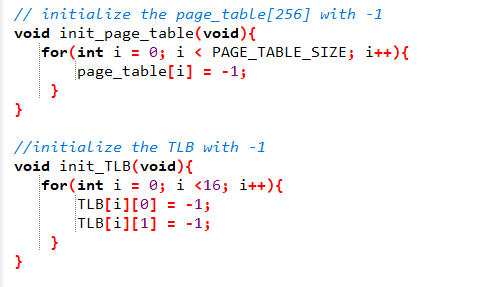 // initialize the page_table[256] with -1
void init_page_table(void){
    for(int i = 0; i < PAGE_TABLE_SIZE; i++){
        page_table[i] = -1;
    }
}

//initialize the TLB with -1
void init_TLB(void){
    for(int i = 0; i <16; i++){
        TLB[i][0] = -1;
        TLB[i][1] = -1;
    }
}